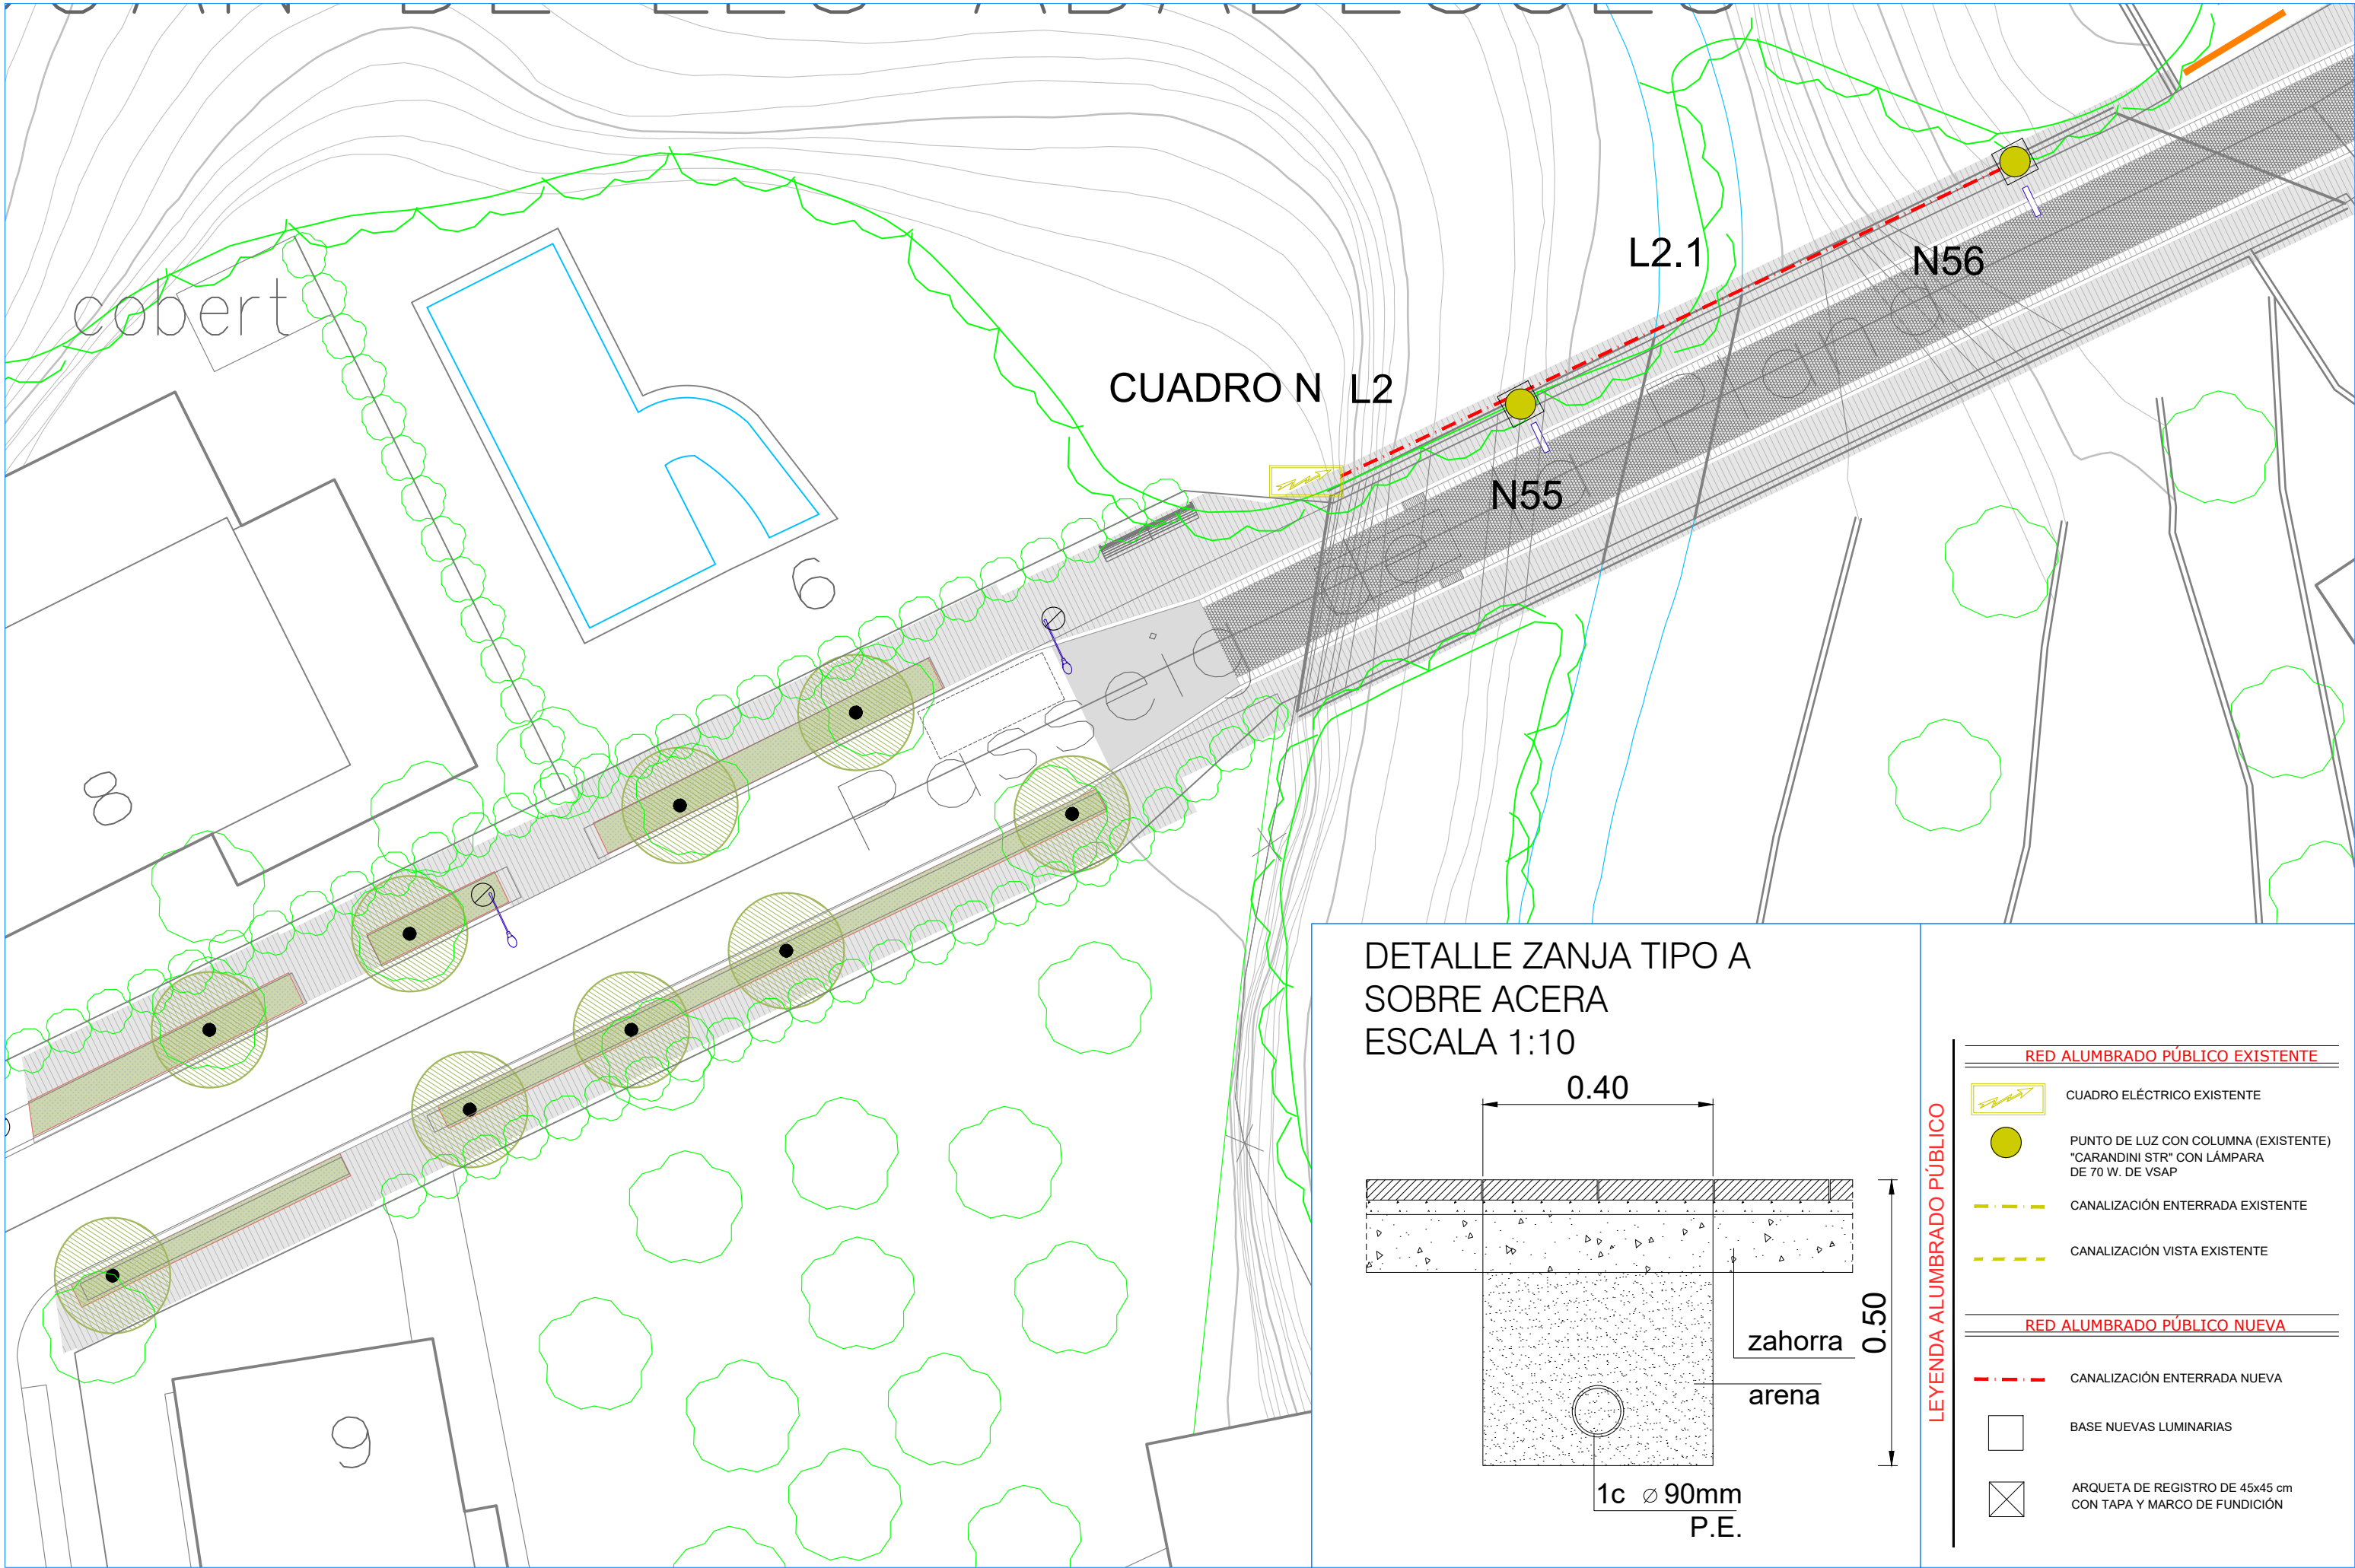 cobert
L2.1
N56
CUADRO N L2
N55
6
8
9
Passeig
DETALLE ZANJA TIPO A
SOBRE ACERA
ESCALA 1:10
0.40
0.50
zahorra
arena
1c ⌀ 90mm
P.E.
LEYENDA ALUMBRADO PÚBLICO
RED ALUMBRADO PÚBLICO EXISTENTE
CUADRO ELÉCTRICO EXISTENTE
PUNTO DE LUZ CON COLUMNA (EXISTENTE)
"CARANDINI STR" CON LÁMPARA
DE 70 W. DE VSAP
CANALIZACIÓN ENTERRADA EXISTENTE
CANALIZACIÓN VISTA EXISTENTE
RED ALUMBRADO PÚBLICO NUEVA
CANALIZACIÓN ENTERRADA NUEVA
BASE NUEVAS LUMINARIAS
ARQUETA DE REGISTRO DE 45x45 cm
CON TAPA Y MARCO DE FUNDICIÓN